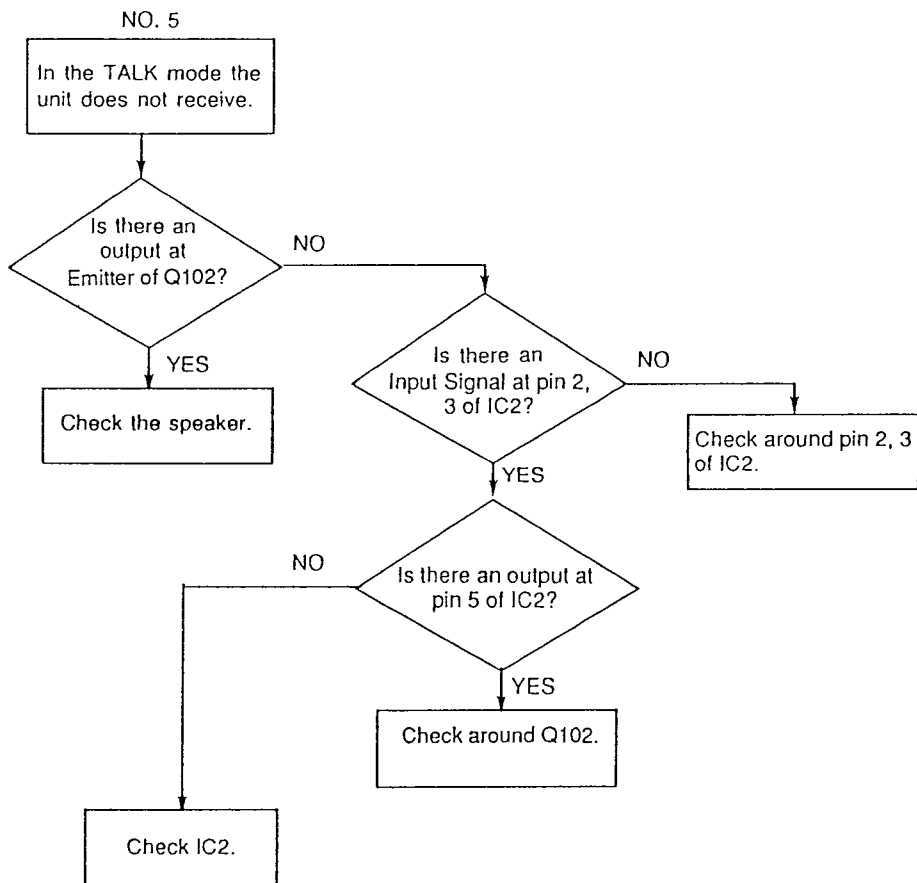 NO. 5
In the TALK mode the
unit does not receive.
Is there an
output at
Emitter of Q102?
NO
YES
Check the speaker.
Is there an
Input Signal at pin 2,
3 of IC2?
NO
Check around pin 2, 3
of IC2.
YES
Is there an output at
pin 5 of IC2?
NO
YES
Check around Q102.
Check IC2.